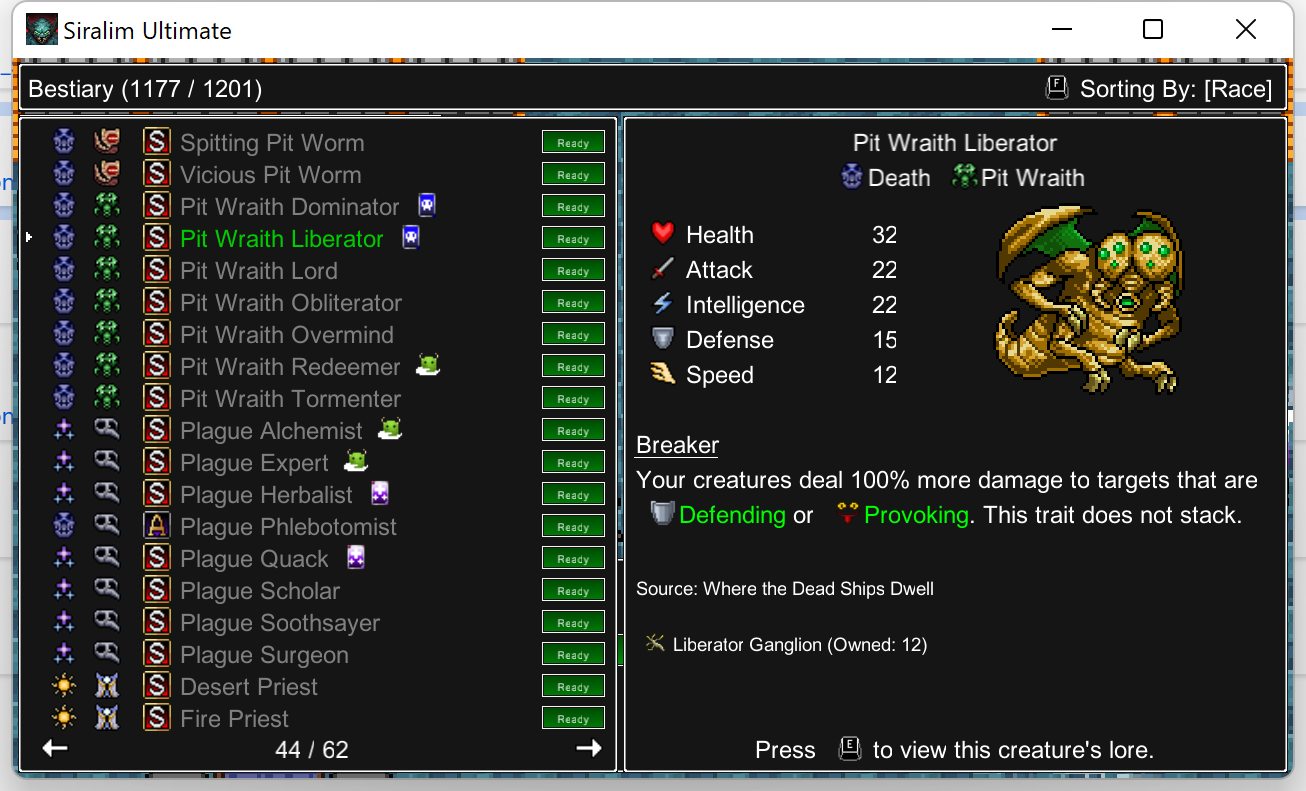 Siralim Ultimate
Bestiary (1177 / 1201)
F Sorting By: [Race]
S Spitting Pit Worm Ready
S Vicious Pit Worm Ready
S Pit Wraith Dominator Ready
S Pit Wraith Liberator Ready
S Pit Wraith Lord Ready
S Pit Wraith Obliterator Ready
S Pit Wraith Overmind Ready
S Pit Wraith Redeemer Ready
S Pit Wraith Tormenter Ready
S Plague Alchemist Ready
S Plague Expert Ready
S Plague Herbalist Ready
A Plague Phlebotomist Ready
S Plague Quack Ready
S Plague Scholar Ready
S Plague Soothsayer Ready
S Plague Surgeon Ready
S Desert Priest Ready
S Fire Priest Ready
44 / 62
Pit Wraith Liberator
Death Pit Wraith
Health 32
Attack 22
Intelligence 22
Defense 15
Speed 12
Breaker
Your creatures deal 100% more damage to targets that are
Defending or Provoking. This trait does not stack.
Source: Where the Dead Ships Dwell
Liberator Ganglion (Owned: 12)
Press E to view this creature's lore.